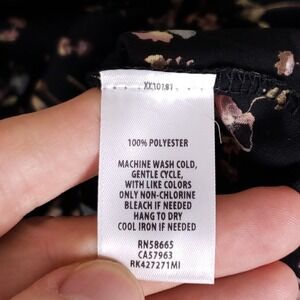 XX10787
100% POLYESTER
MACHINE WASH COLD,
GENTLE CYCLE,
WITH LIKE COLORS
ONLY NON-CHLORINE
BLEACH IF NEEDED
HANG TO DRY
COOL IRON IF NEEDED
RN58665
CA57963
RK427271MI